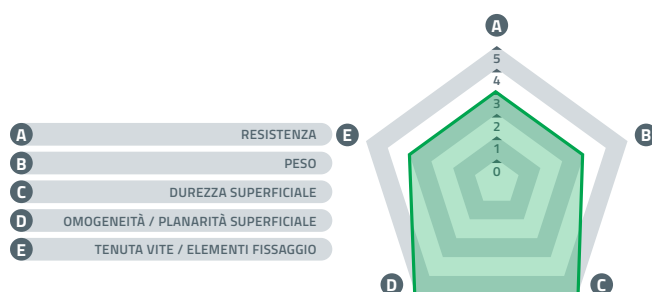 A
5
4
3
2
1
0
A RESISTENZA
E
B
B PESO
C DUREZZA SUPERFICIALE
D OMOGENEITÀ / PLANARITÀ SUPERFICIALE
E TENUTA VITE / ELEMENTI FISSAGGIO
D
C